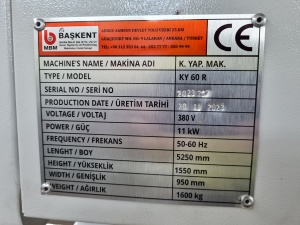 BAŞKENT
MBM
CE
MACHINE'S NAME / MAKİNA ADI K. YAP. MAK.
TYPE / MODEL KY 60 R
SERIAL NO / SERİ NO
PRODUCTION DATE / ÜRETİM TARİHİ 2023
VOLTAGE / VOLTAJ 380 V
POWER / GÜÇ 11 kW
FREQUENCY / FREKANS 50-60 Hz
LENGHT / BOY 5250 mm
HEIGHT / YÜKSEKLİK 1550 mm
WIDTH / GENİŞLİK 950 mm
VEIGHT / AĞIRLIK 1600 kg